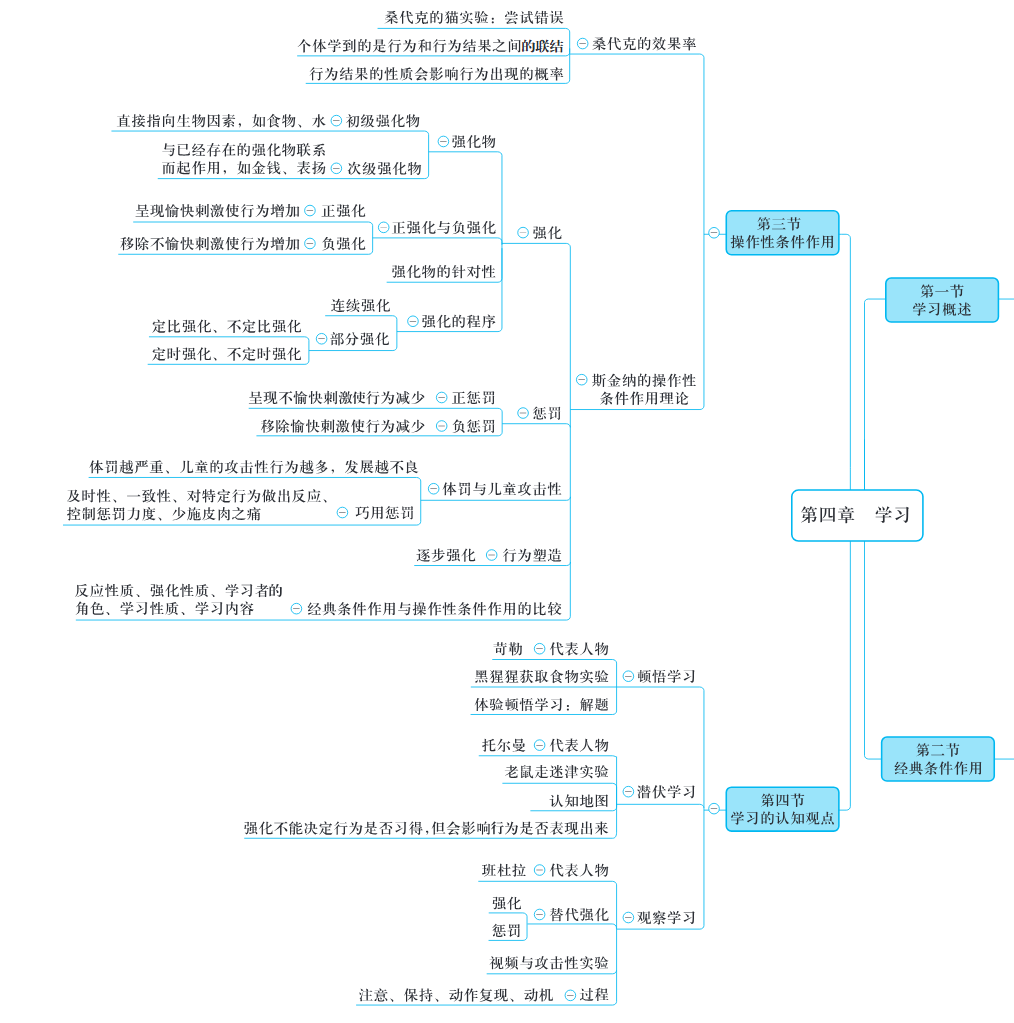 第四章 学习
第一节
学习概述
第二节
经典条件作用
第三节
操作性条件作用
桑代克的效果率
桑代克的猫实验：尝试错误
个体学到的是行为和行为结果之间的联结
行为结果的性质会影响行为出现的概率
斯金纳的操作性
条件作用理论
强化
强化物
初级强化物
直接指向生物因素，如食物、水
次级强化物
与已经存在的强化物联系
而起作用，如金钱、表扬
正强化与负强化
正强化
呈现愉快刺激使行为增加
负强化
移除不愉快刺激使行为增加
强化物的针对性
强化的程序
连续强化
部分强化
定比强化、不定比强化
定时强化、不定时强化
惩罚
正惩罚
呈现不愉快刺激使行为减少
负惩罚
移除愉快刺激使行为减少
体罚与儿童攻击性
体罚越严重、儿童的攻击性行为越多，发展越不良
巧用惩罚
及时性、一致性、对特定行为做出反应、
控制惩罚力度、少施皮肉之痛
行为塑造
逐步强化
经典条件作用与操作性条件作用的比较
反应性质、强化性质、学习者的
角色、学习性质、学习内容
第四节
学习的认知观点
顿悟学习
代表人物
苛勒
黑猩猩获取食物实验
体验顿悟学习：解题
潜伏学习
代表人物
托尔曼
老鼠走迷津实验
认知地图
强化不能决定行为是否习得，但会影响行为是否表现出来
观察学习
代表人物
班杜拉
替代强化
强化
惩罚
视频与攻击性实验
过程
注意、保持、动作复现、动机